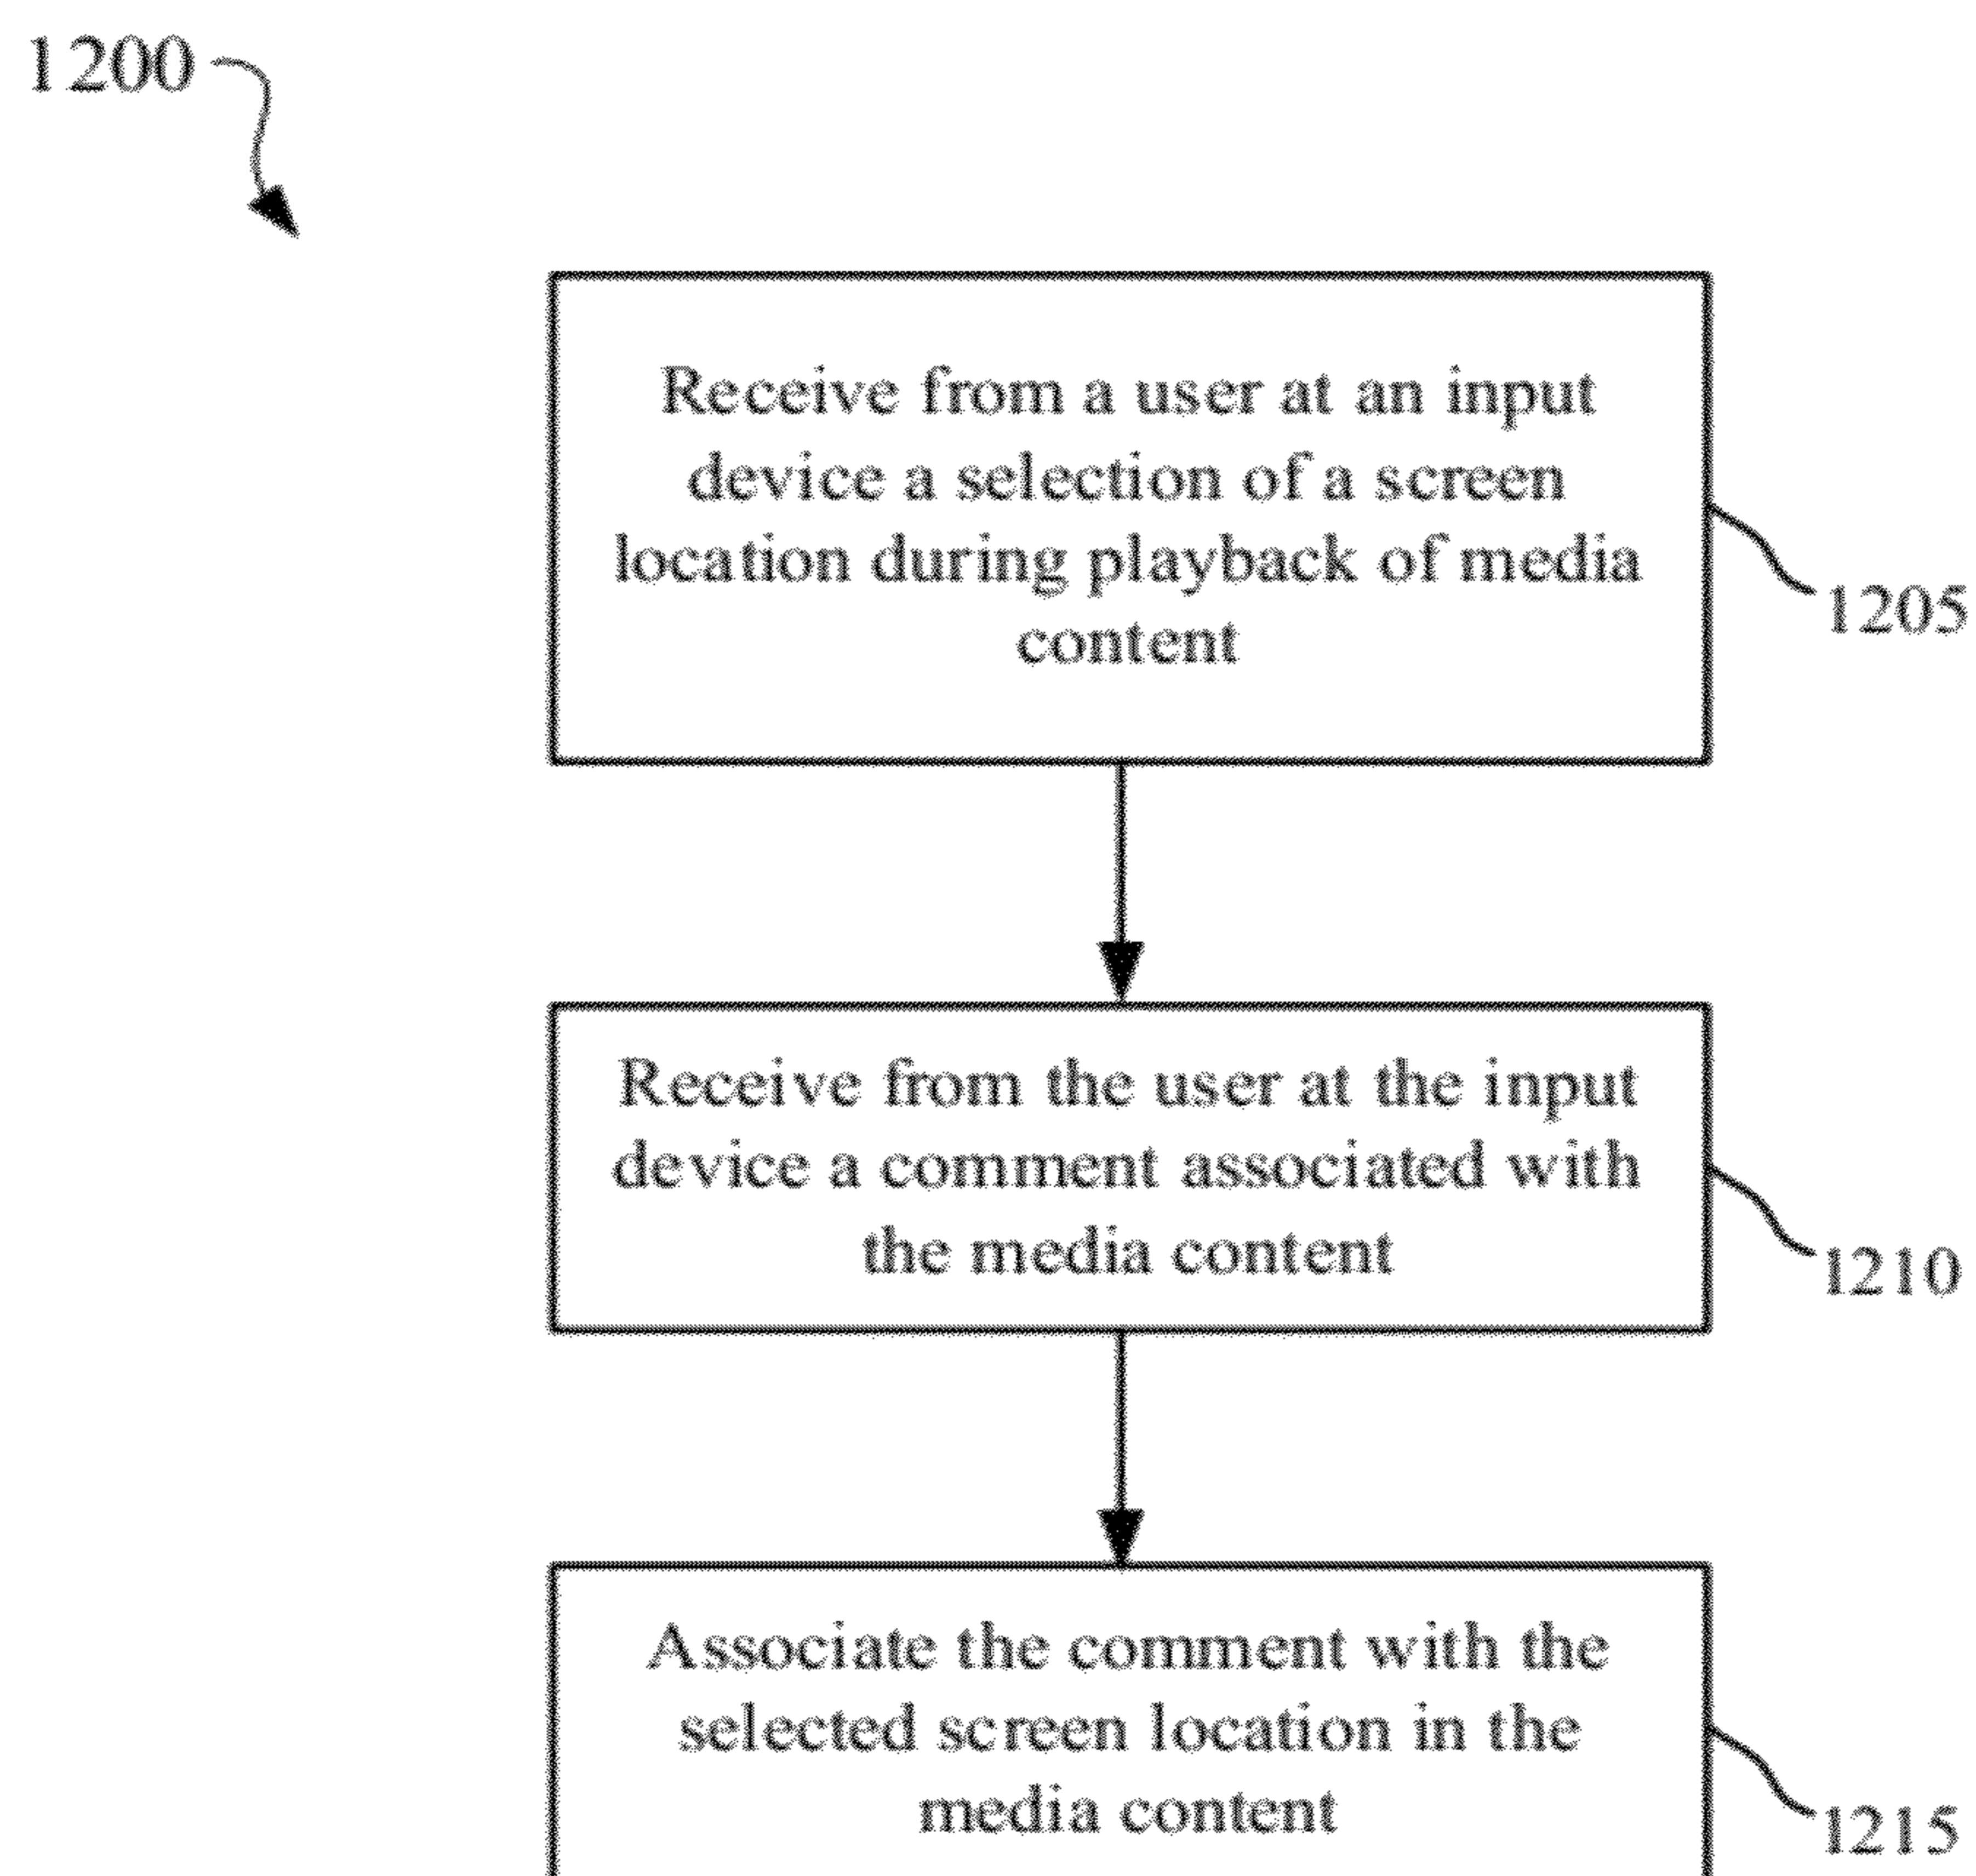 1200
Receive from a user at an input
device a selection of a screen
location during playback of media
content
1205
Receive from the user at the input
device a comment associated with
the media content
1210
Associate the comment with the
selected screen location in the
media content
1215